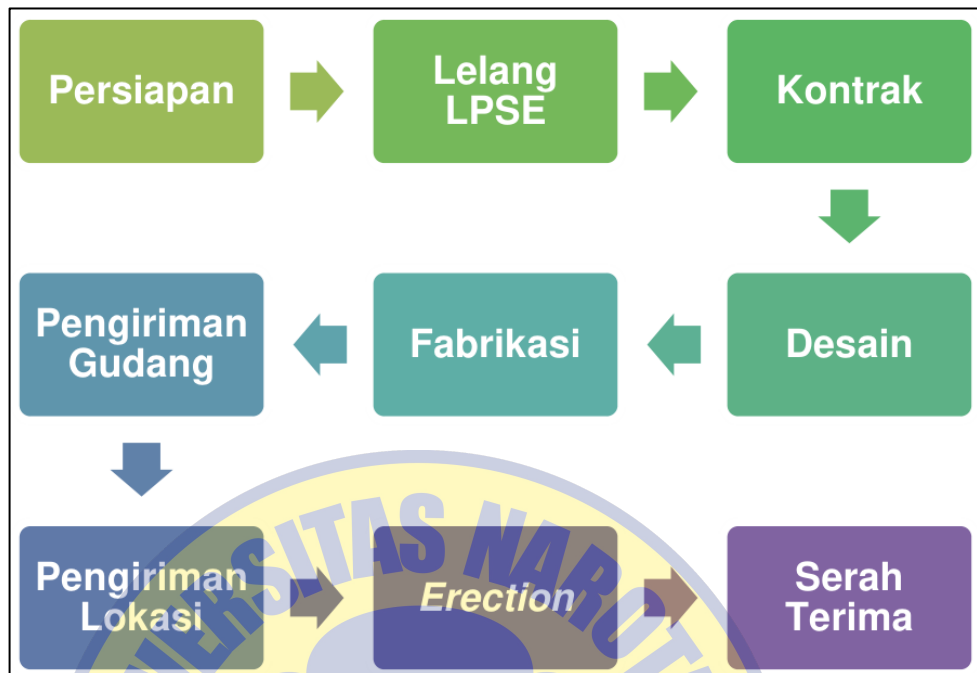 Persiapan
Lelang
LPSE
Kontrak
Desain
Fabrikasi
Pengiriman
Gudang
Pengiriman
Lokasi
Erection
Serah
Terima